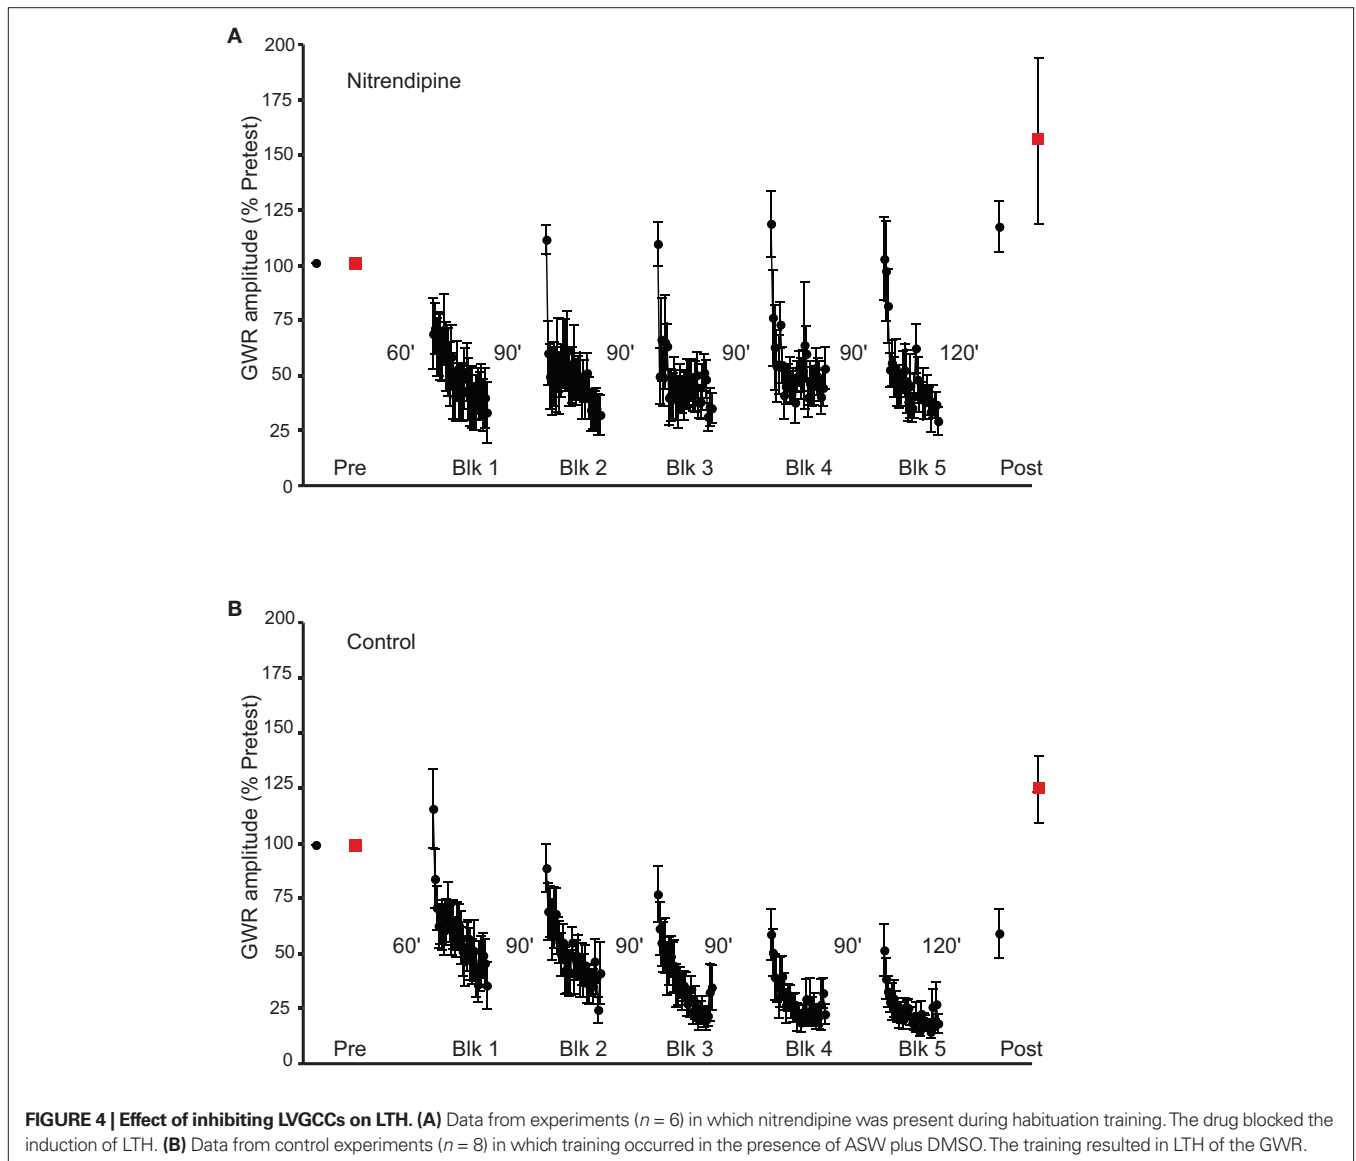 A
Nitrendipine
GWR amplitude (% Pretest)
200
175
150
125
100
75
50
25
0
60' 90' 90' 90' 90' 120'
Pre Blk 1 Blk 2 Blk 3 Blk 4 Blk 5 Post
B
Control
GWR amplitude (% Pretest)
200
175
150
125
100
75
50
25
0
60' 90' 90' 90' 90' 120'
Pre Blk 1 Blk 2 Blk 3 Blk 4 Blk 5 Post
FIGURE 4 | Effect of inhibiting LVGCCs on LTH. (A) Data from experiments (n = 6) in which nitrendipine was present during habituation training. The drug blocked the
induction of LTH. (B) Data from control experiments (n = 8) in which training occurred in the presence of ASW plus DMSO. The training resulted in LTH of the GWR.